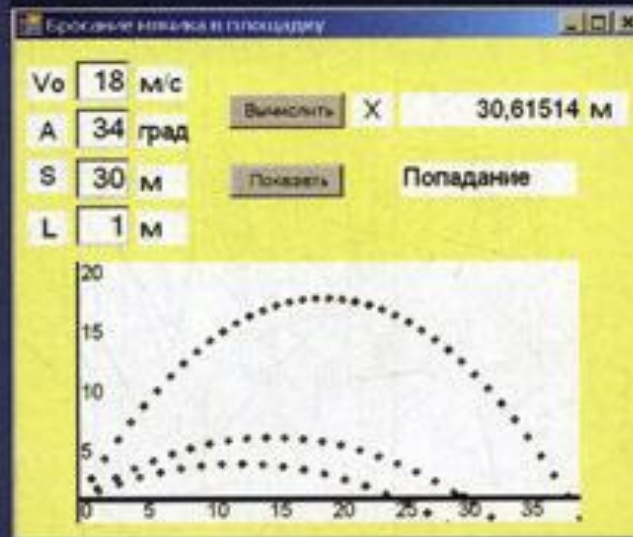 Бросание мячика в площадку
Vo 18 м/с
Вычислить X 30,61514 м
A 34 град
S 30 м
Показать Попадание
L 1 м
20
15
10
5
0 5 10 15 20 25 30 35